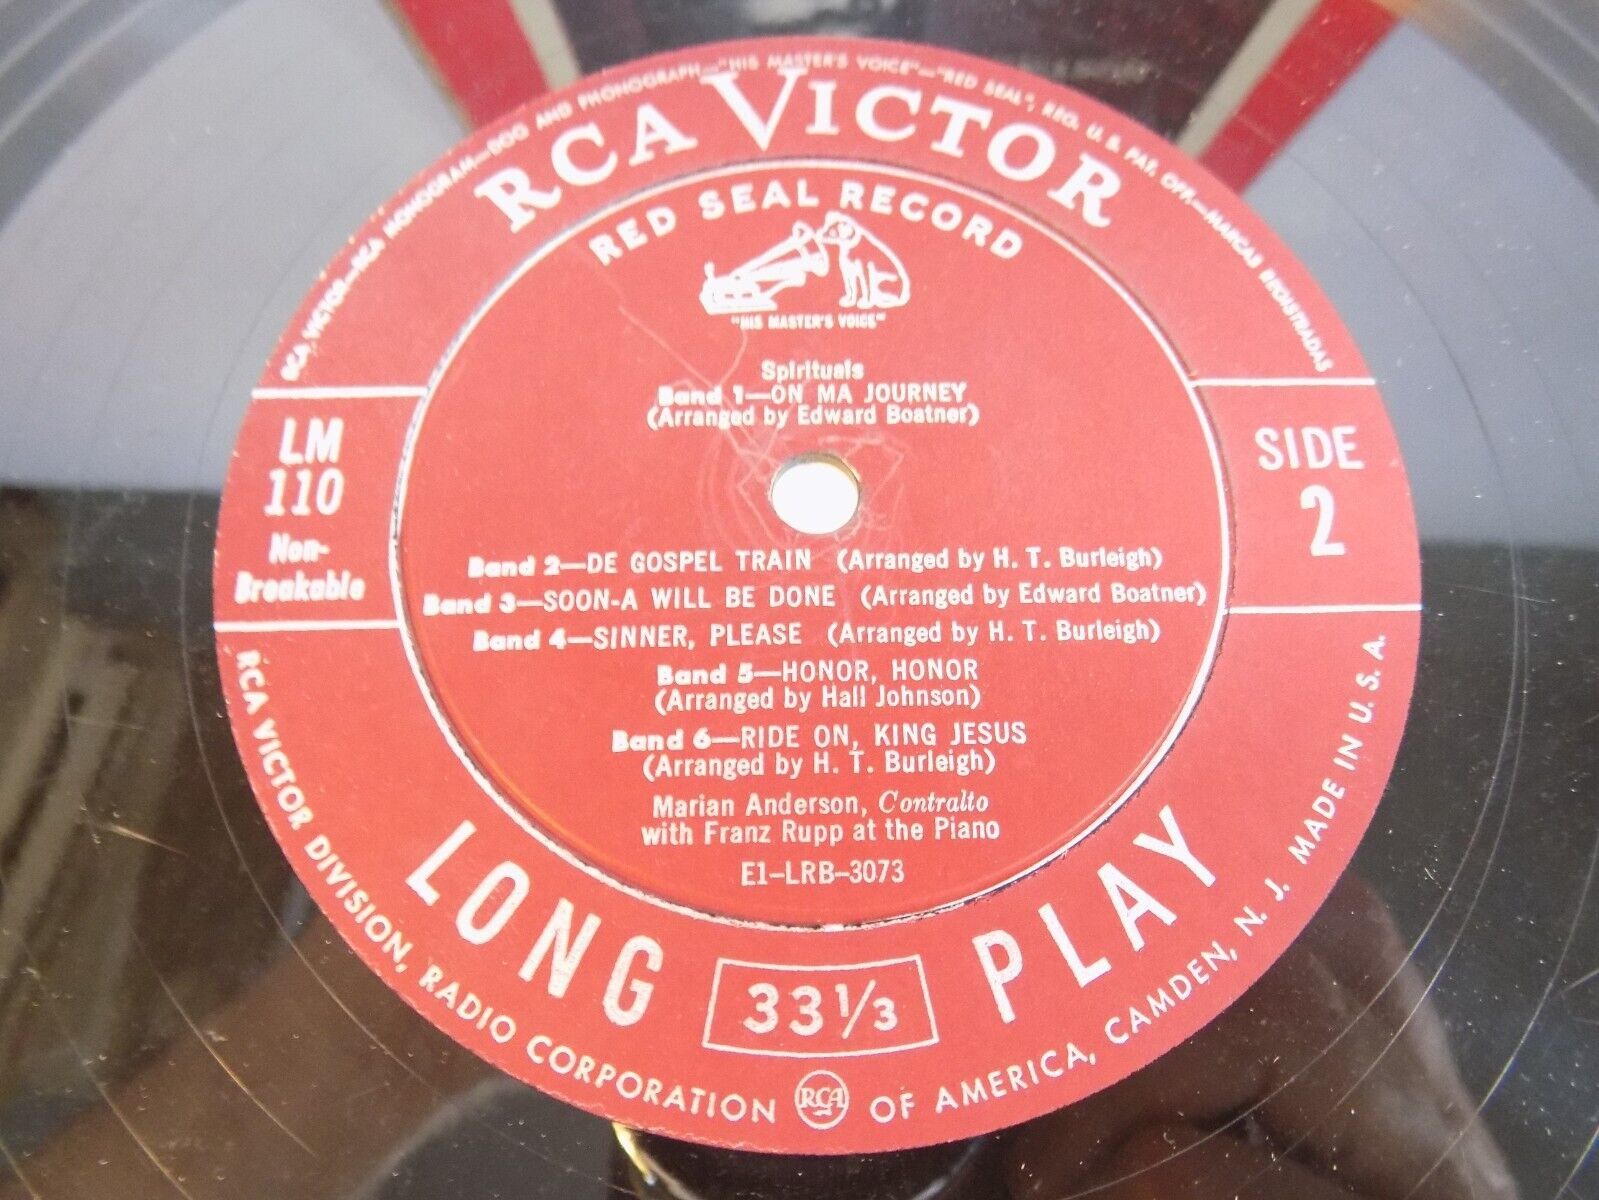 RCA VICTOR—RCA MONOGRAM—DOG AND PHONOGRAPH—"HIS MASTER'S VOICE"—"RED SEAL", REG. U. S. PAT. OFF.—MARCAS REGISTRADAS
RCA VICTOR
RED SEAL RECORD
"HIS MASTER'S VOICE"
Spirituals
Band 1—ON MA JOURNEY
(Arranged by Edward Boatner)
LM
110
Non-
Breakable
SIDE
2
Band 2—DE GOSPEL TRAIN (Arranged by H. T. Burleigh)
Band 3—SOON-A WILL BE DONE (Arranged by Edward Boatner)
Band 4—SINNER, PLEASE (Arranged by H. T. Burleigh)
Band 5—HONOR, HONOR
(Arranged by Hall Johnson)
Band 6—RIDE ON, KING JESUS
(Arranged by H. T. Burleigh)
Marian Anderson, Contralto
with Franz Rupp at the Piano
E1-LRB-3073
LONG 33 1/3 PLAY
RCA VICTOR DIVISION, RADIO CORPORATION RCA OF AMERICA, CAMDEN, N. J. MADE IN U. S. A.